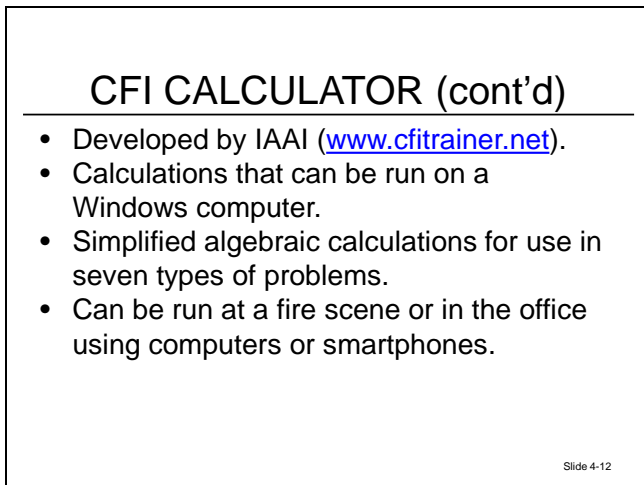 CFI CALCULATOR (cont’d)
• Developed by IAAI (www.cfitrainer.net).
• Calculations that can be run on a
Windows computer.
• Simplified algebraic calculations for use in
seven types of problems.
• Can be run at a fire scene or in the office
using computers or smartphones.
Slide 4-12